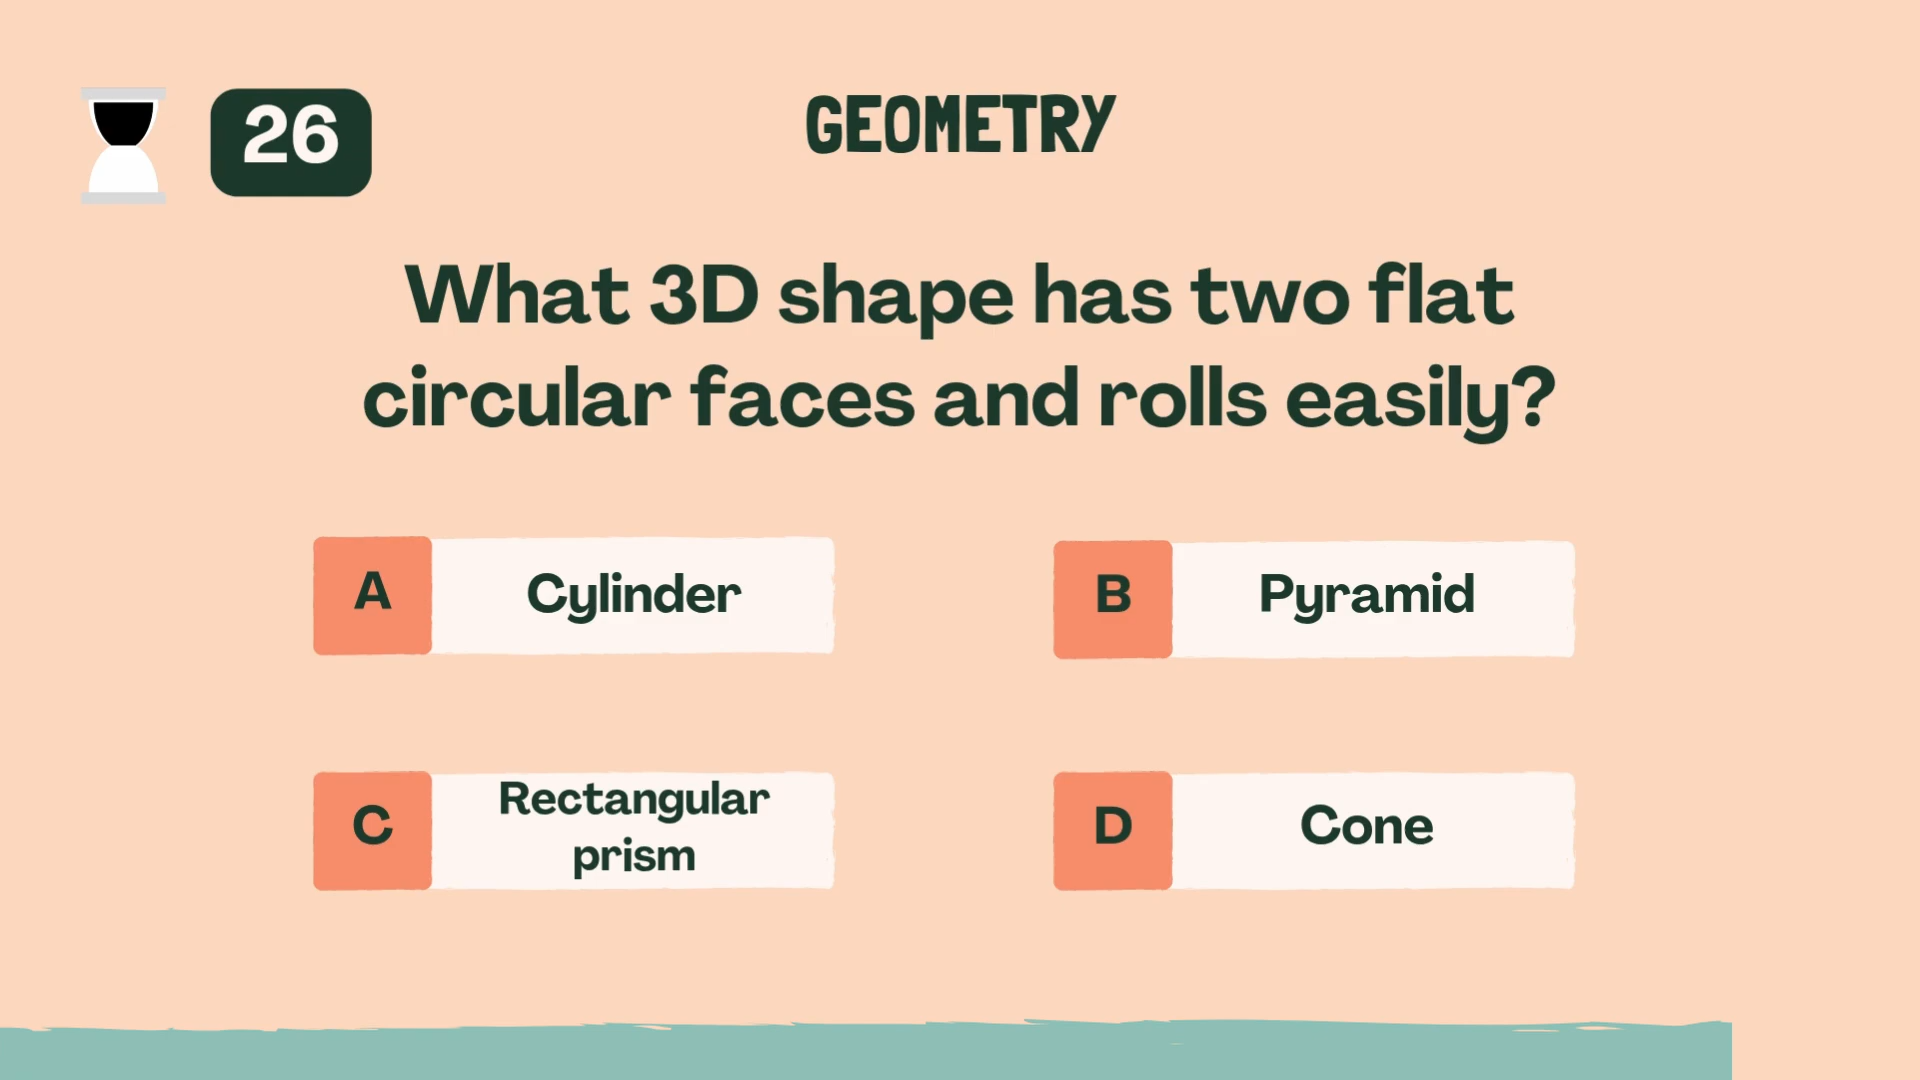 26
GEOMETRY
What 3D shape has two flat
circular faces and rolls easily?
A
Cylinder
B
Pyramid
C
Rectangular
prism
D
Cone